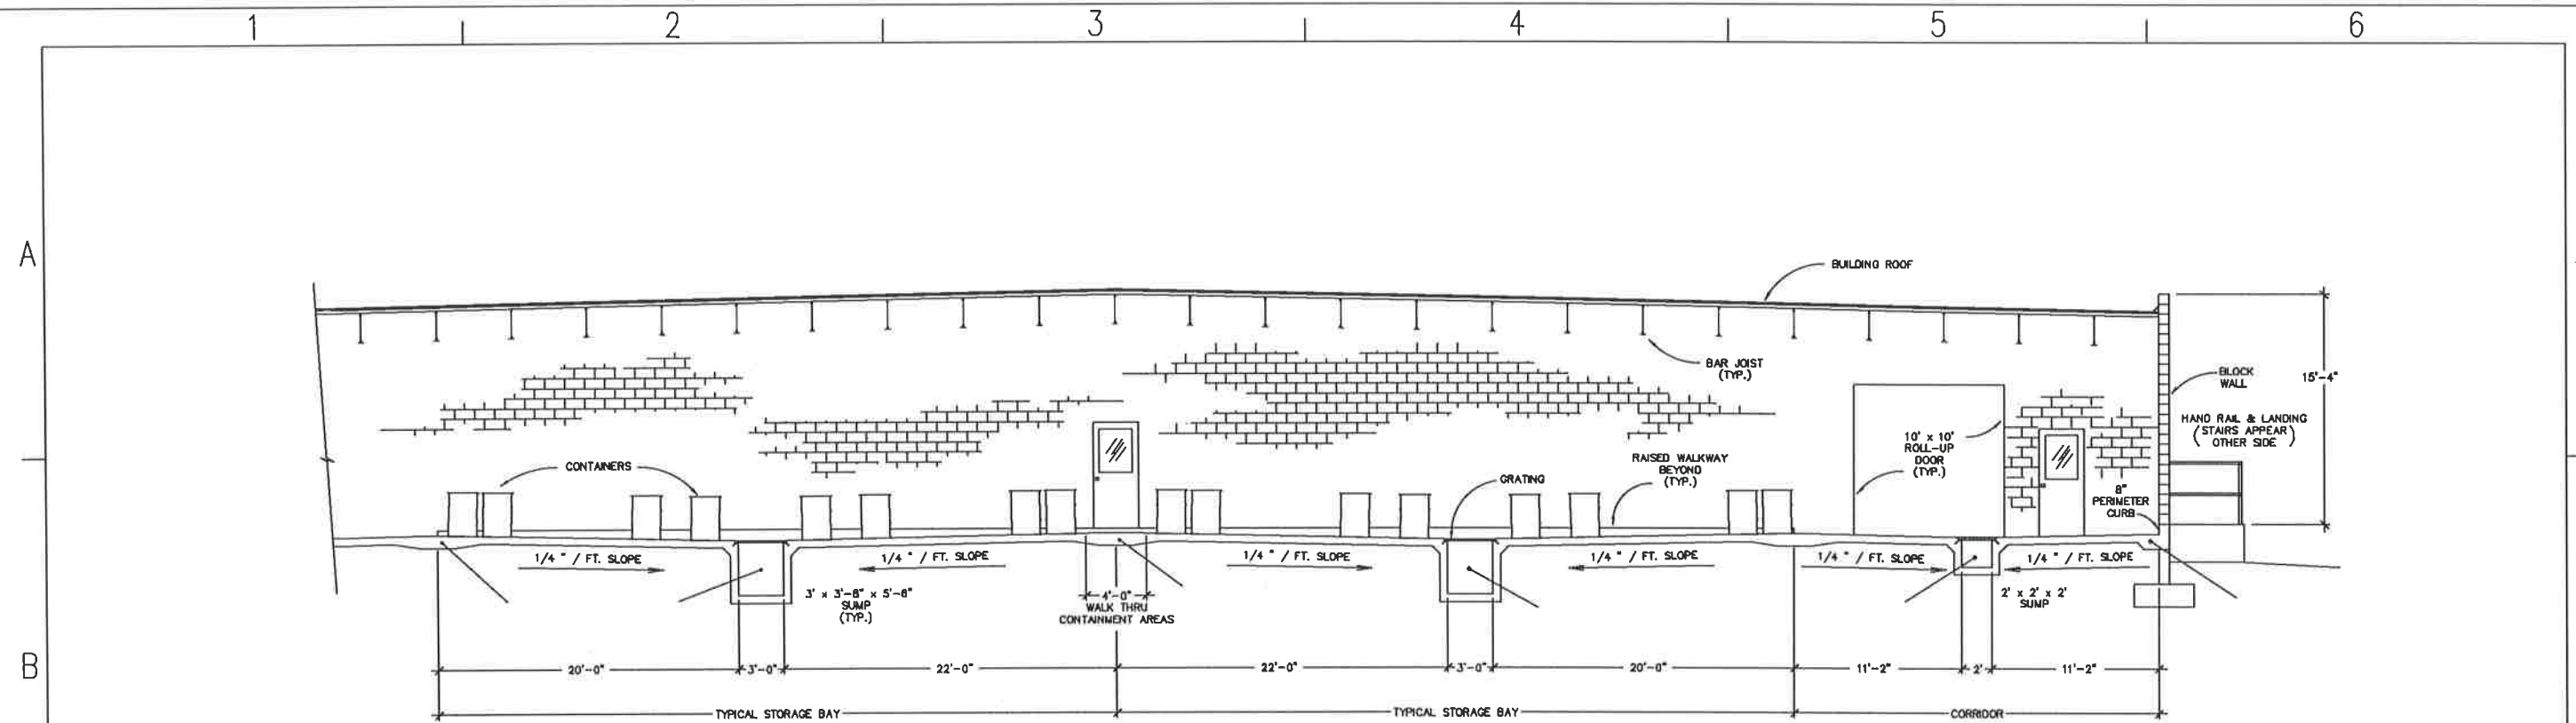 1 2 3 4 5 6
A
BUILDING ROOF
BAR JOIST
(TYP.)
BLOCK
WALL
15'-4"
HAND RAIL & LANDING
( STAIRS APPEAR )
OTHER SIDE
10' x 10'
ROLL-UP
DOOR
(TYP.)
CONTAINERS
RAISED WALKWAY
BEYOND
(TYP.)
GRATING
8"
PERIMETER
CURB
1/4 " / FT. SLOPE
1/4 " / FT. SLOPE
1/4 " / FT. SLOPE
1/4 " / FT. SLOPE
1/4 " / FT. SLOPE
1/4 " / FT. SLOPE
3' x 3'-6" x 5'-6"
SUMP
(TYP.)
4'-0"
WALK THRU
CONTAINMENT AREAS
2' x 2' x 2'
SUMP
B
20'-0" 3'-0" 22'-0" 22'-0" 3'-0" 20'-0" 11'-2" 2' 11'-2"
TYPICAL STORAGE BAY TYPICAL STORAGE BAY CORRIDOR